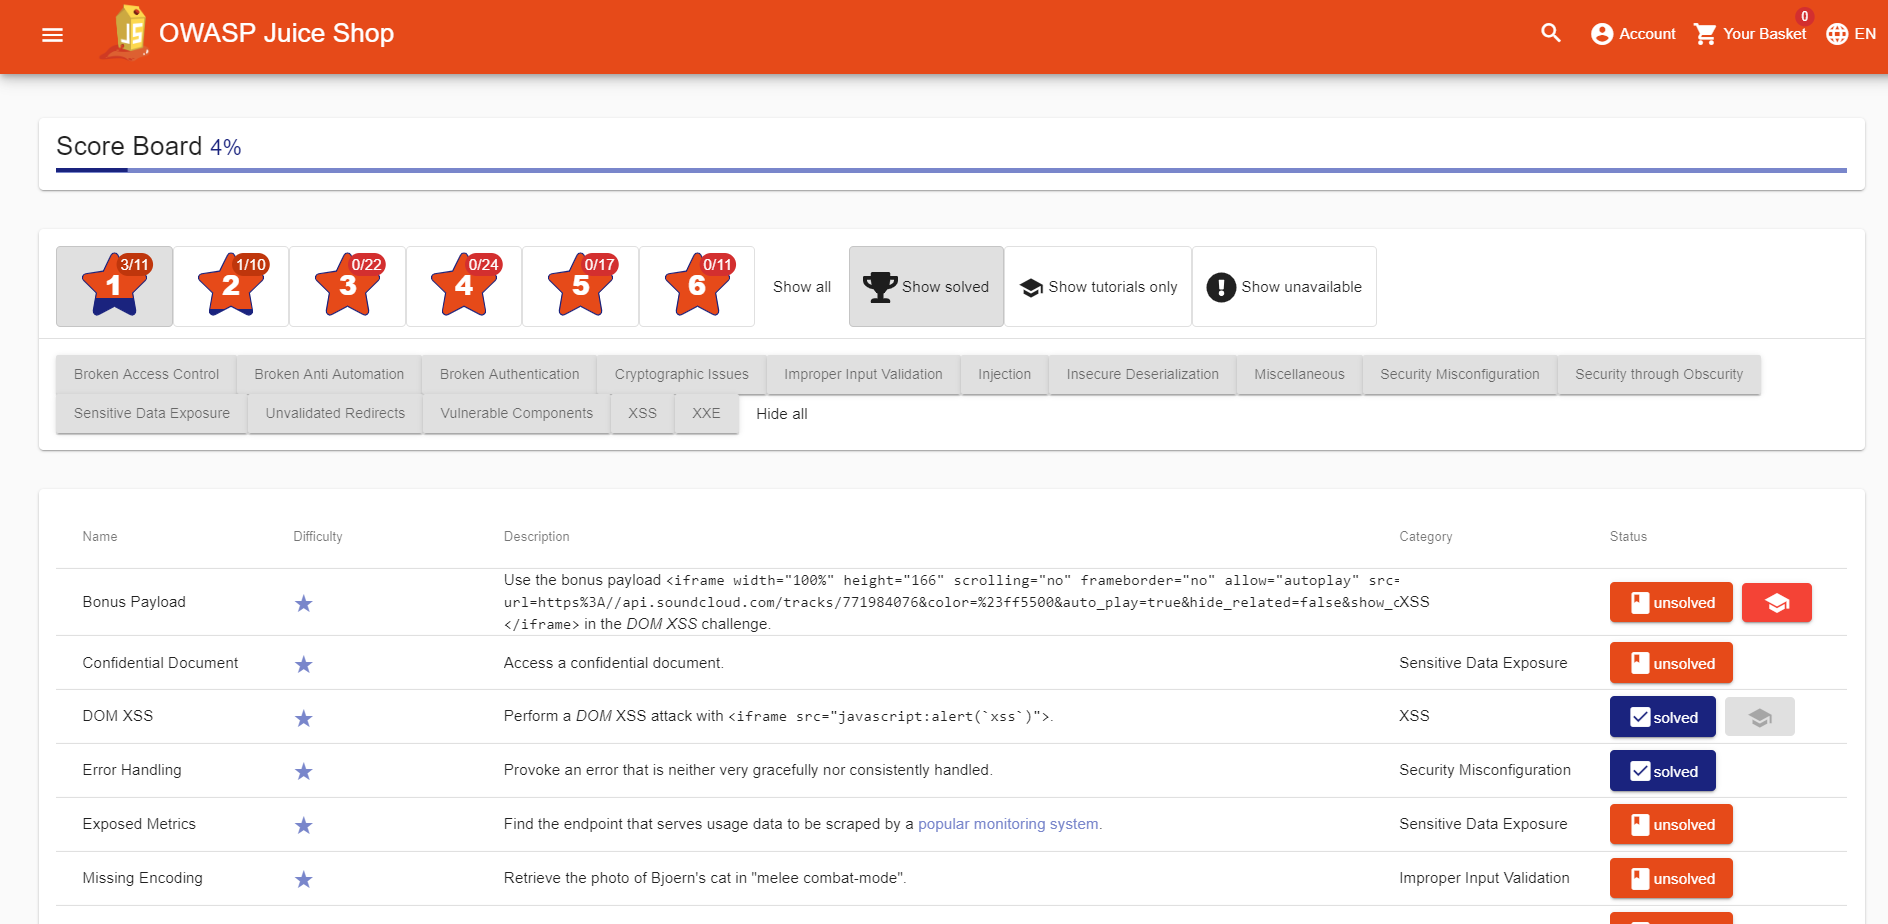 JS OWASP Juice Shop Account 0 Your Basket EN
Score Board 4%
3/11 1/10 0/22 0/24 0/17 0/11
1 2 3 4 5 6 Show all Show solved Show tutorials only ! Show unavailable
Broken Access Control Broken Anti Automation Broken Authentication Cryptographic Issues Improper Input Validation Injection Insecure Deserialization Miscellaneous Security Misconfiguration Security through Obscurity
Sensitive Data Exposure Unvalidated Redirects Vulnerable Components XSS XXE Hide all
Name Difficulty Description Category Status
Bonus Payload
Use the bonus payload <iframe width="100%" height="166" scrolling="no" frameborder="no" allow="autoplay" src=
url=https%3A//api.soundcloud.com/tracks/771984076&color=%23ff5500&auto_play=true&hide_related=false&show_c
</iframe> in the DOM XSS challenge.
XSS unsolved
Confidential Document Access a confidential document. Sensitive Data Exposure unsolved
DOM XSS Perform a DOM XSS attack with <iframe src="javascript:alert(`xss`)">. XSS solved
Error Handling Provoke an error that is neither very gracefully nor consistently handled. Security Misconfiguration solved
Exposed Metrics Find the endpoint that serves usage data to be scraped by a popular monitoring system. Sensitive Data Exposure unsolved
Missing Encoding Retrieve the photo of Bjoern's cat in "melee combat-mode". Improper Input Validation unsolved